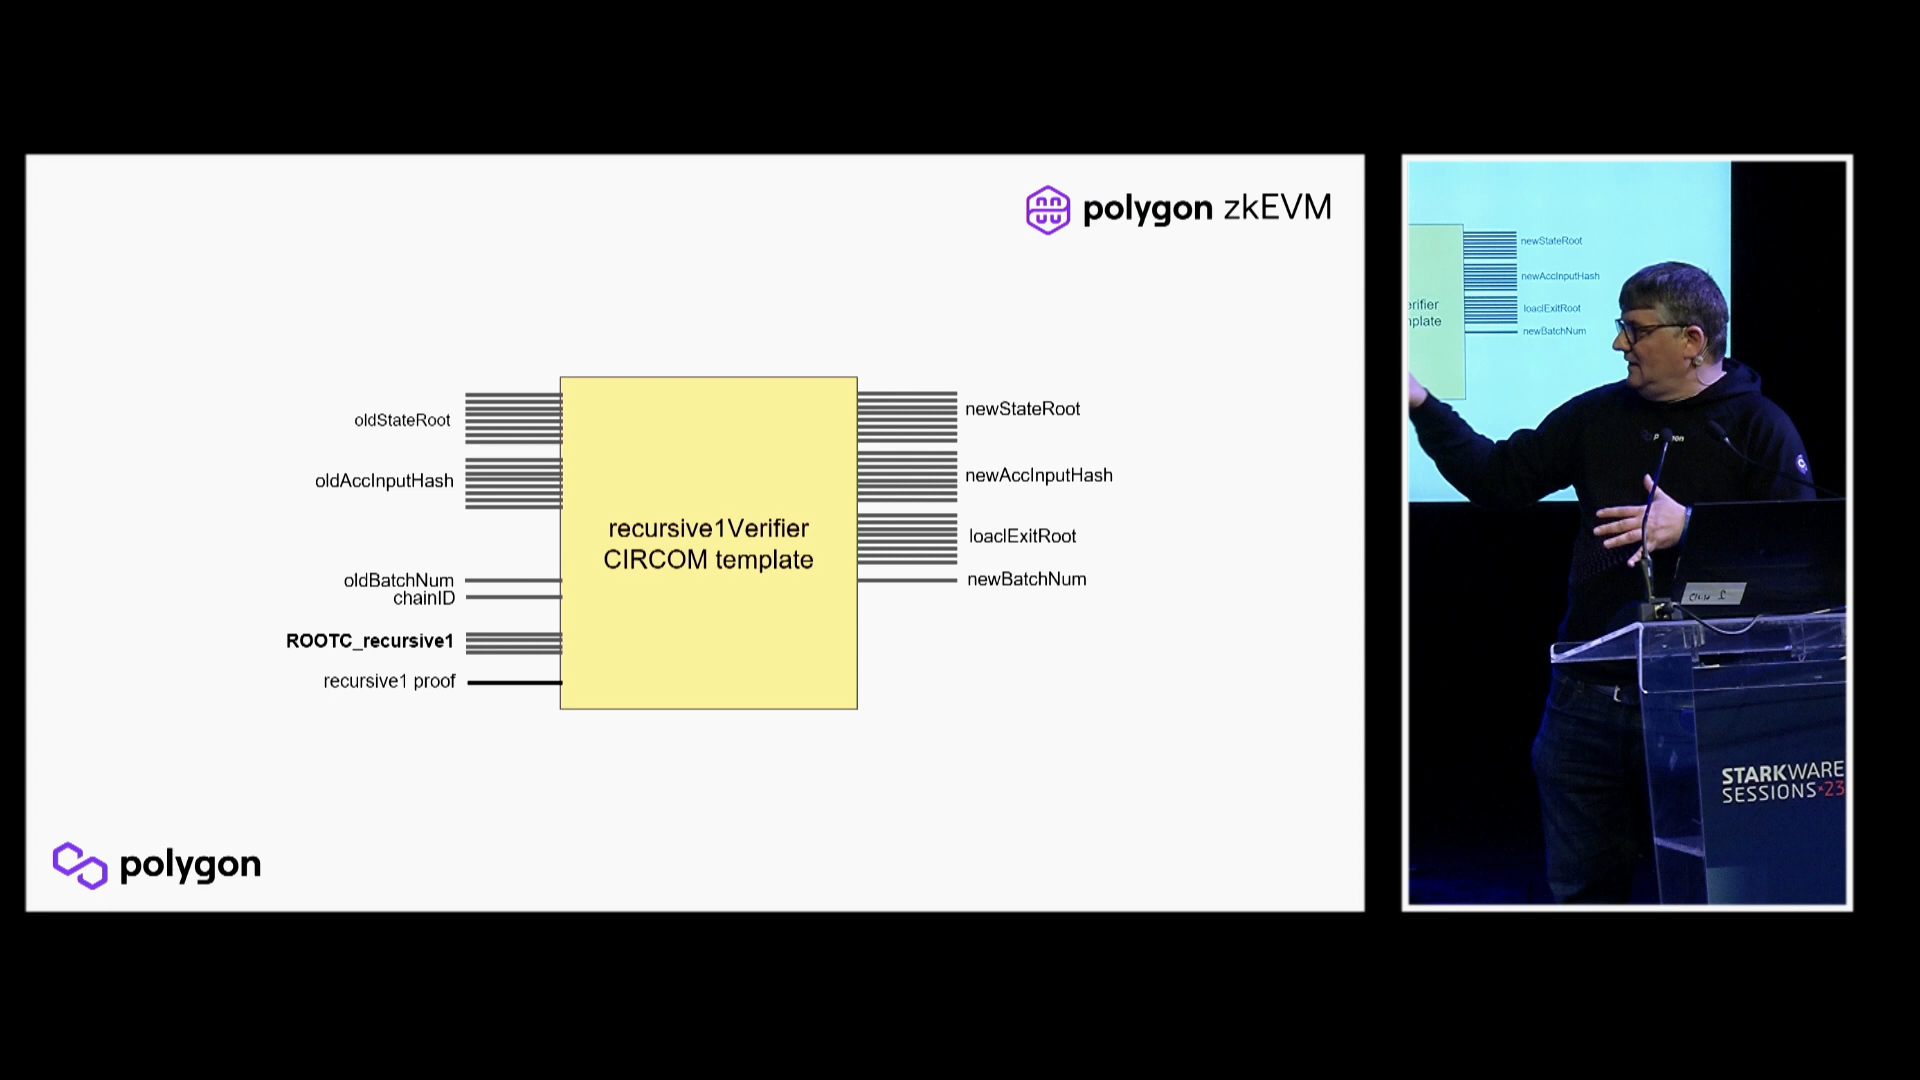 polygon zkEVM
oldStateRoot
oldAccInputHash
oldBatchNum
chainID
ROOTC_recursive1
recursive1 proof
recursive1Verifier
CIRCOM template
newStateRoot
newAccInputHash
loaclExitRoot
newBatchNum
polygon
newStateRoot
newAccInputHash
loaclExitRoot
newBatchNum
erifier
plate
STARKWARE
SESSIONS 23